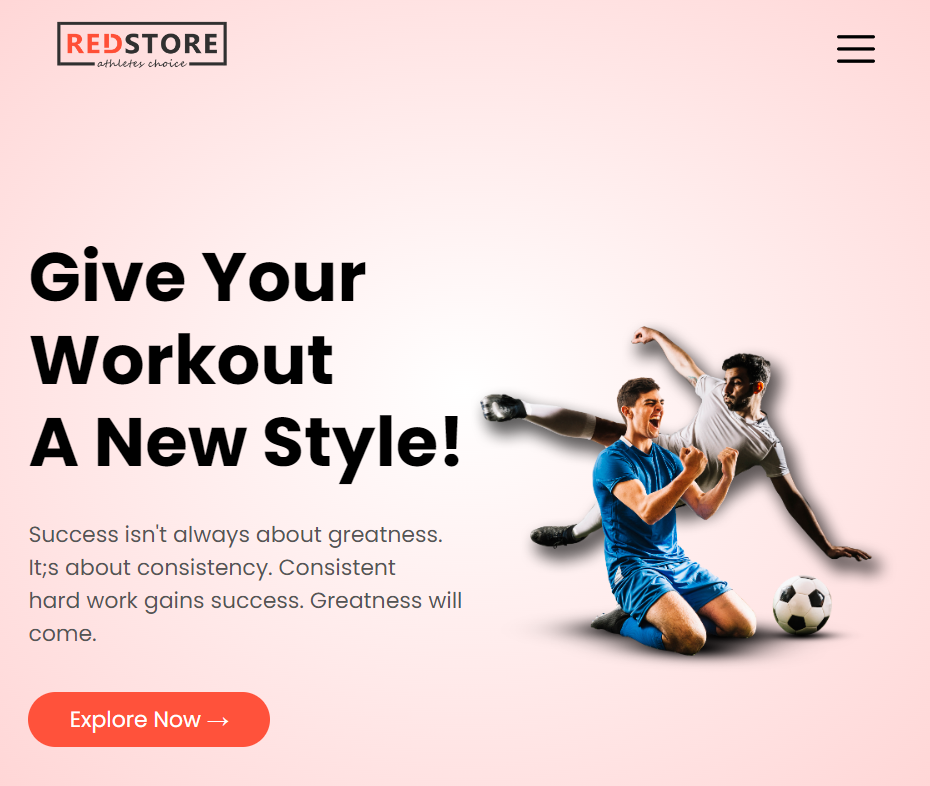 REDSTORE
athletes choice
Give Your
Workout
A New Style!
Success isn't always about greatness.
It;s about consistency. Consistent
hard work gains success. Greatness will
come.
Explore Now →